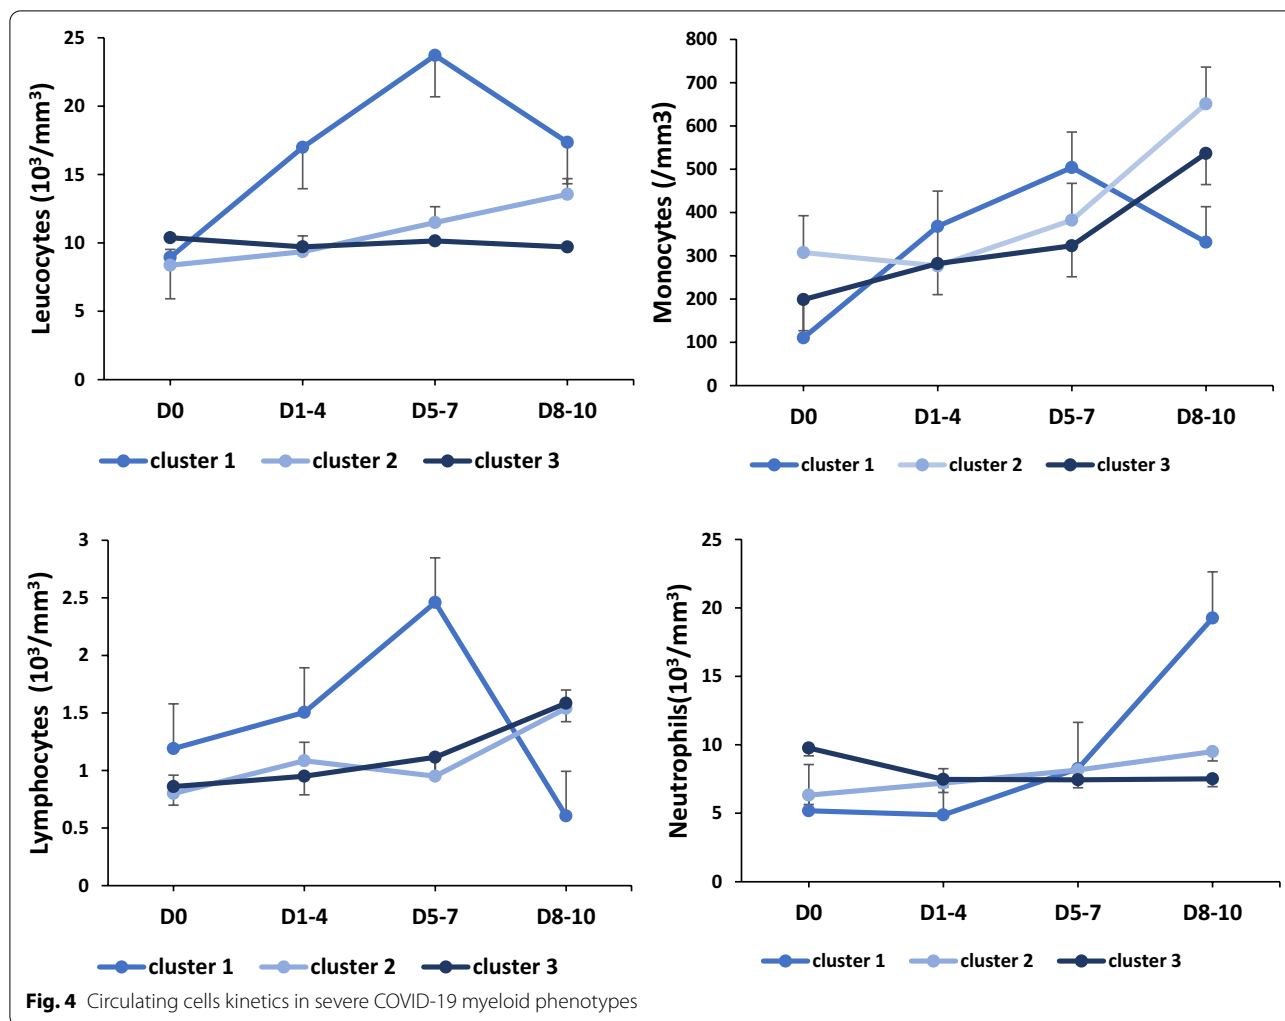 Leucocytes (10³/mm³)
25
20
15
10
5
0
D0 D1-4 D5-7 D8-10
cluster 1 cluster 2 cluster 3
Monocytes (/mm3)
800
700
600
500
400
300
200
100
0
D0 D1-4 D5-7 D8-10
cluster 1 cluster 2 cluster 3
Lymphocytes (10³/mm³)
3
2.5
2
1.5
1
0.5
0
D0 D1-4 D5-7 D8-10
cluster 1 cluster 2 cluster 3
Neutrophils(10³/mm³)
25
20
15
10
5
0
D0 D1-4 D5-7 D8-10
cluster 1 cluster 2 cluster 3
Fig. 4 Circulating cells kinetics in severe COVID-19 myeloid phenotypes